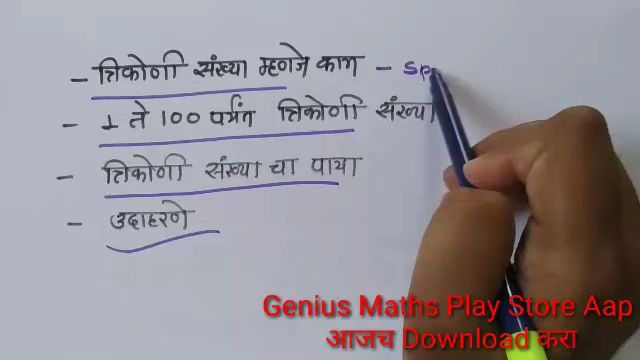 - त्रिकोणी संख्या म्हणजे काय - Sp
- 1 ते 100 पर्यंत त्रिकोणी संख्या
- त्रिकोणी संख्या चा पाया
- उदाहरणे
Genius Maths Play Store Aap
आजच Download करा